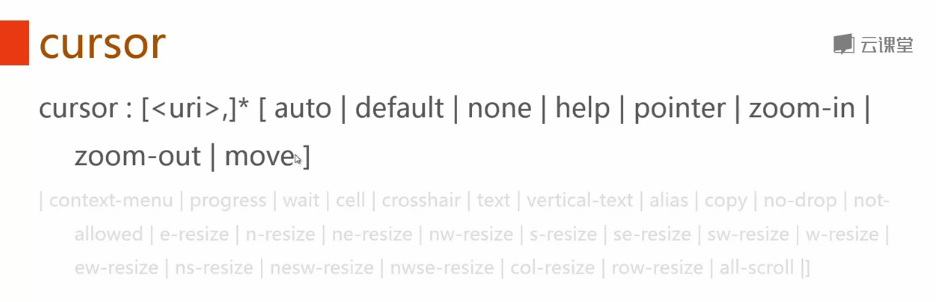 cursor
云课堂
cursor : [<uri>,]* [ auto | default | none | help | pointer | zoom-in |
zoom-out | move ]
| context-menu | progress | wait | cell | crosshair | text | vertical-text | alias | copy | no-drop | not-
allowed | e-resize | n-resize | ne-resize | nw-resize | s-resize | se-resize | sw-resize | w-resize |
ew-resize | ns-resize | nesw-resize | nwse-resize | col-resize | row-resize | all-scroll |]